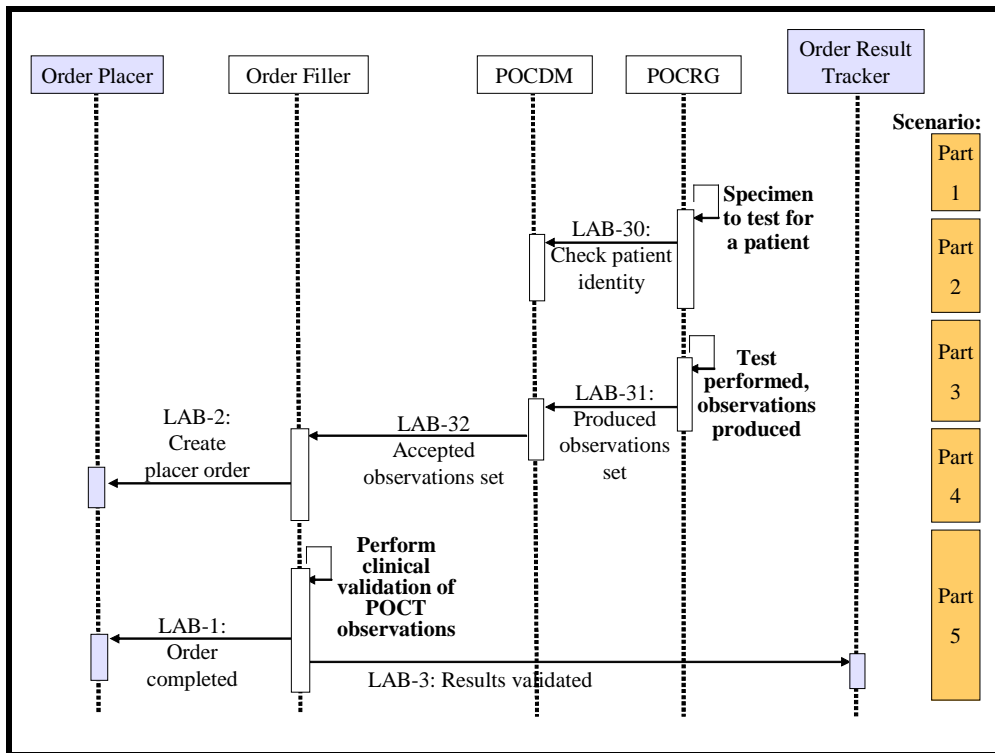 Order Placer
Order Filler
POCDM
POCRG
Order Result
Tracker
Scenario:
Part
1
Specimen
to test for
a patient
LAB-30:
Check patient
identity
Part
2
Test
performed,
observations
produced
Part
3
LAB-31:
Produced
observations
set
LAB-32
Accepted
observations set
LAB-2:
Create
placer order
Part
4
Perform
clinical
validation of
POCT
observations
LAB-1:
Order
completed
LAB-3: Results validated
Part
5